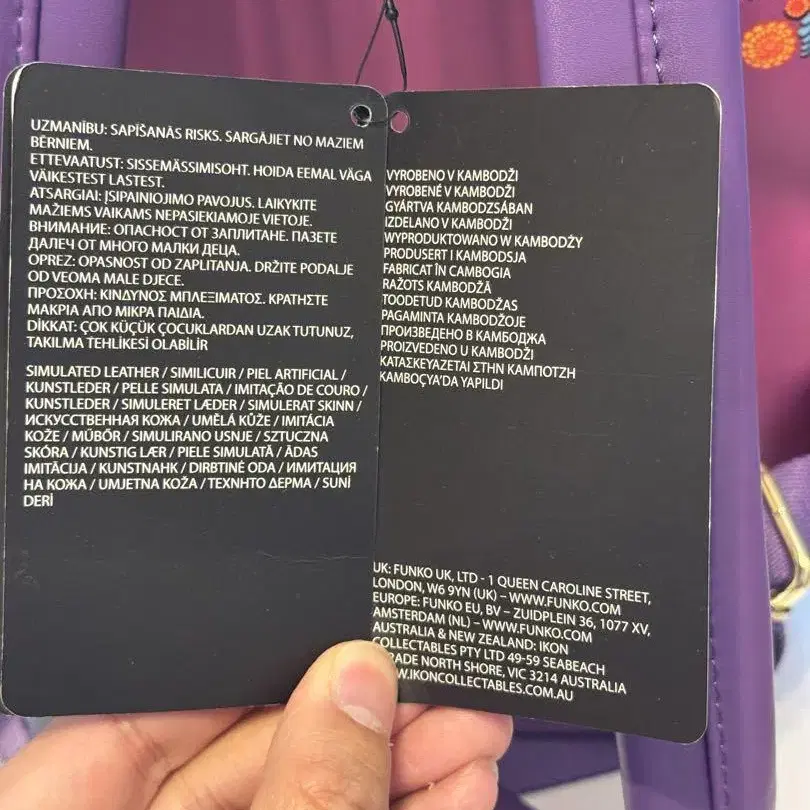 UZMANĪBU: SAPĪŠANĀS RISKS. SARGĀJIET NO MAZIEM
BĒRNIEM.
ETTEVAATUST: SISSEMÄSSIMISOHT. HOIDA EEMAL VÄGA
VÄIKESTEST LASTEST.
ATSARGIAI: ĮSIPAINIOJIMO PAVOJUS. LAIKYKITE
MAŽIEMS VAIKAMS NEPASIEKIAMOJE VIETOJE.
ВНИМАНИЕ: ОПАСНОСТ ОТ ЗАПЛИТАНЕ. ПАЗЕТЕ
ДАЛЕЧ ОТ МНОГО МАЛКИ ДЕЦА.
OPREZ: OPASNOST OD ZAPLITANJA. DRŽITE PODALJE
OD VEOMA MALE DJECE.
ΠΡΟΣΟΧΗ: ΚΙΝΔΥΝΟΣ ΜΠΛΕΞΙΜΑΤΟΣ. ΚΡΑΤΗΣΤΕ
ΜΑΚΡΙΑ ΑΠΟ ΜΙΚΡΑ ΠΑΙΔΙΑ.
DİKKAT: ÇOK KÜÇÜK ÇOCUKLARDAN UZAK TUTUNUZ,
TAKILMA TEHLİKESİ OLABİLİR
SIMULATED LEATHER / SIMILICUIR / PIEL ARTIFICIAL /
KUNSTLEDER / PELLE SIMULATA / IMITAÇÃO DE COURO /
KUNSTLEDER / SIMULERET LÆDER / SIMULERAT SKINN /
ИСКУССТВЕННАЯ КОЖА / UMĚLÁ KŮŽE / IMITÁCIA
KOŽE / MŰBŐR / SIMULIRANO USNJE / SZTUCZNA
SKÓRA / KUNSTIG LÆR / PIELE SIMULATĂ / ĀDAS
IMITĀCIJA / KUNSTNAHK / DIRBTINĖ ODA / ИМИТАЦИЯ
НА КОЖА / UMJETNA KOŽA / ΤΕΧΝΗΤΟ ΔΕΡΜΑ / SUNİ
DERİ
VYROBENO V KAMBODŽI
VYROBENÉ V KAMBODŽI
GYÁRTVA KAMBODZSÁBAN
IZDELANO V KAMBODŽI
WYPRODUKTOWANO W KAMBODŻY
PRODUSERT I KAMBODSJA
FABRICAT ÎN CAMBOGIA
RAŽOTS KAMBODŽĀ
TOODETUD KAMBODŽAS
PAGAMINTA KAMBODŽOJE
ПРОИЗВЕДЕНО В КАМБОДЖА
PROIZVEDENO U KAMBODŽI
ΚΑΤΑΣΚΕΥΑΖΕΤΑΙ ΣΤΗΝ ΚΑΜΠΟΤΖΗ
KAMBOÇYA'DA YAPILDI
UK: FUNKO UK, LTD - 1 QUEEN CAROLINE STREET,
LONDON, W6 9YN (UK) – WWW.FUNKO.COM
EUROPE: FUNKO EU, BV – ZUIDPLEIN 36, 1077 XV,
AMSTERDAM (NL) – WWW.FUNKO.COM
AUSTRALIA & NEW ZEALAND: IKON
COLLECTABLES PTY LTD 49-59 SEABEACH
NORTH SHORE, VIC 3214 AUSTRALIA
.IKONCOLLECTABLES.COM.AU